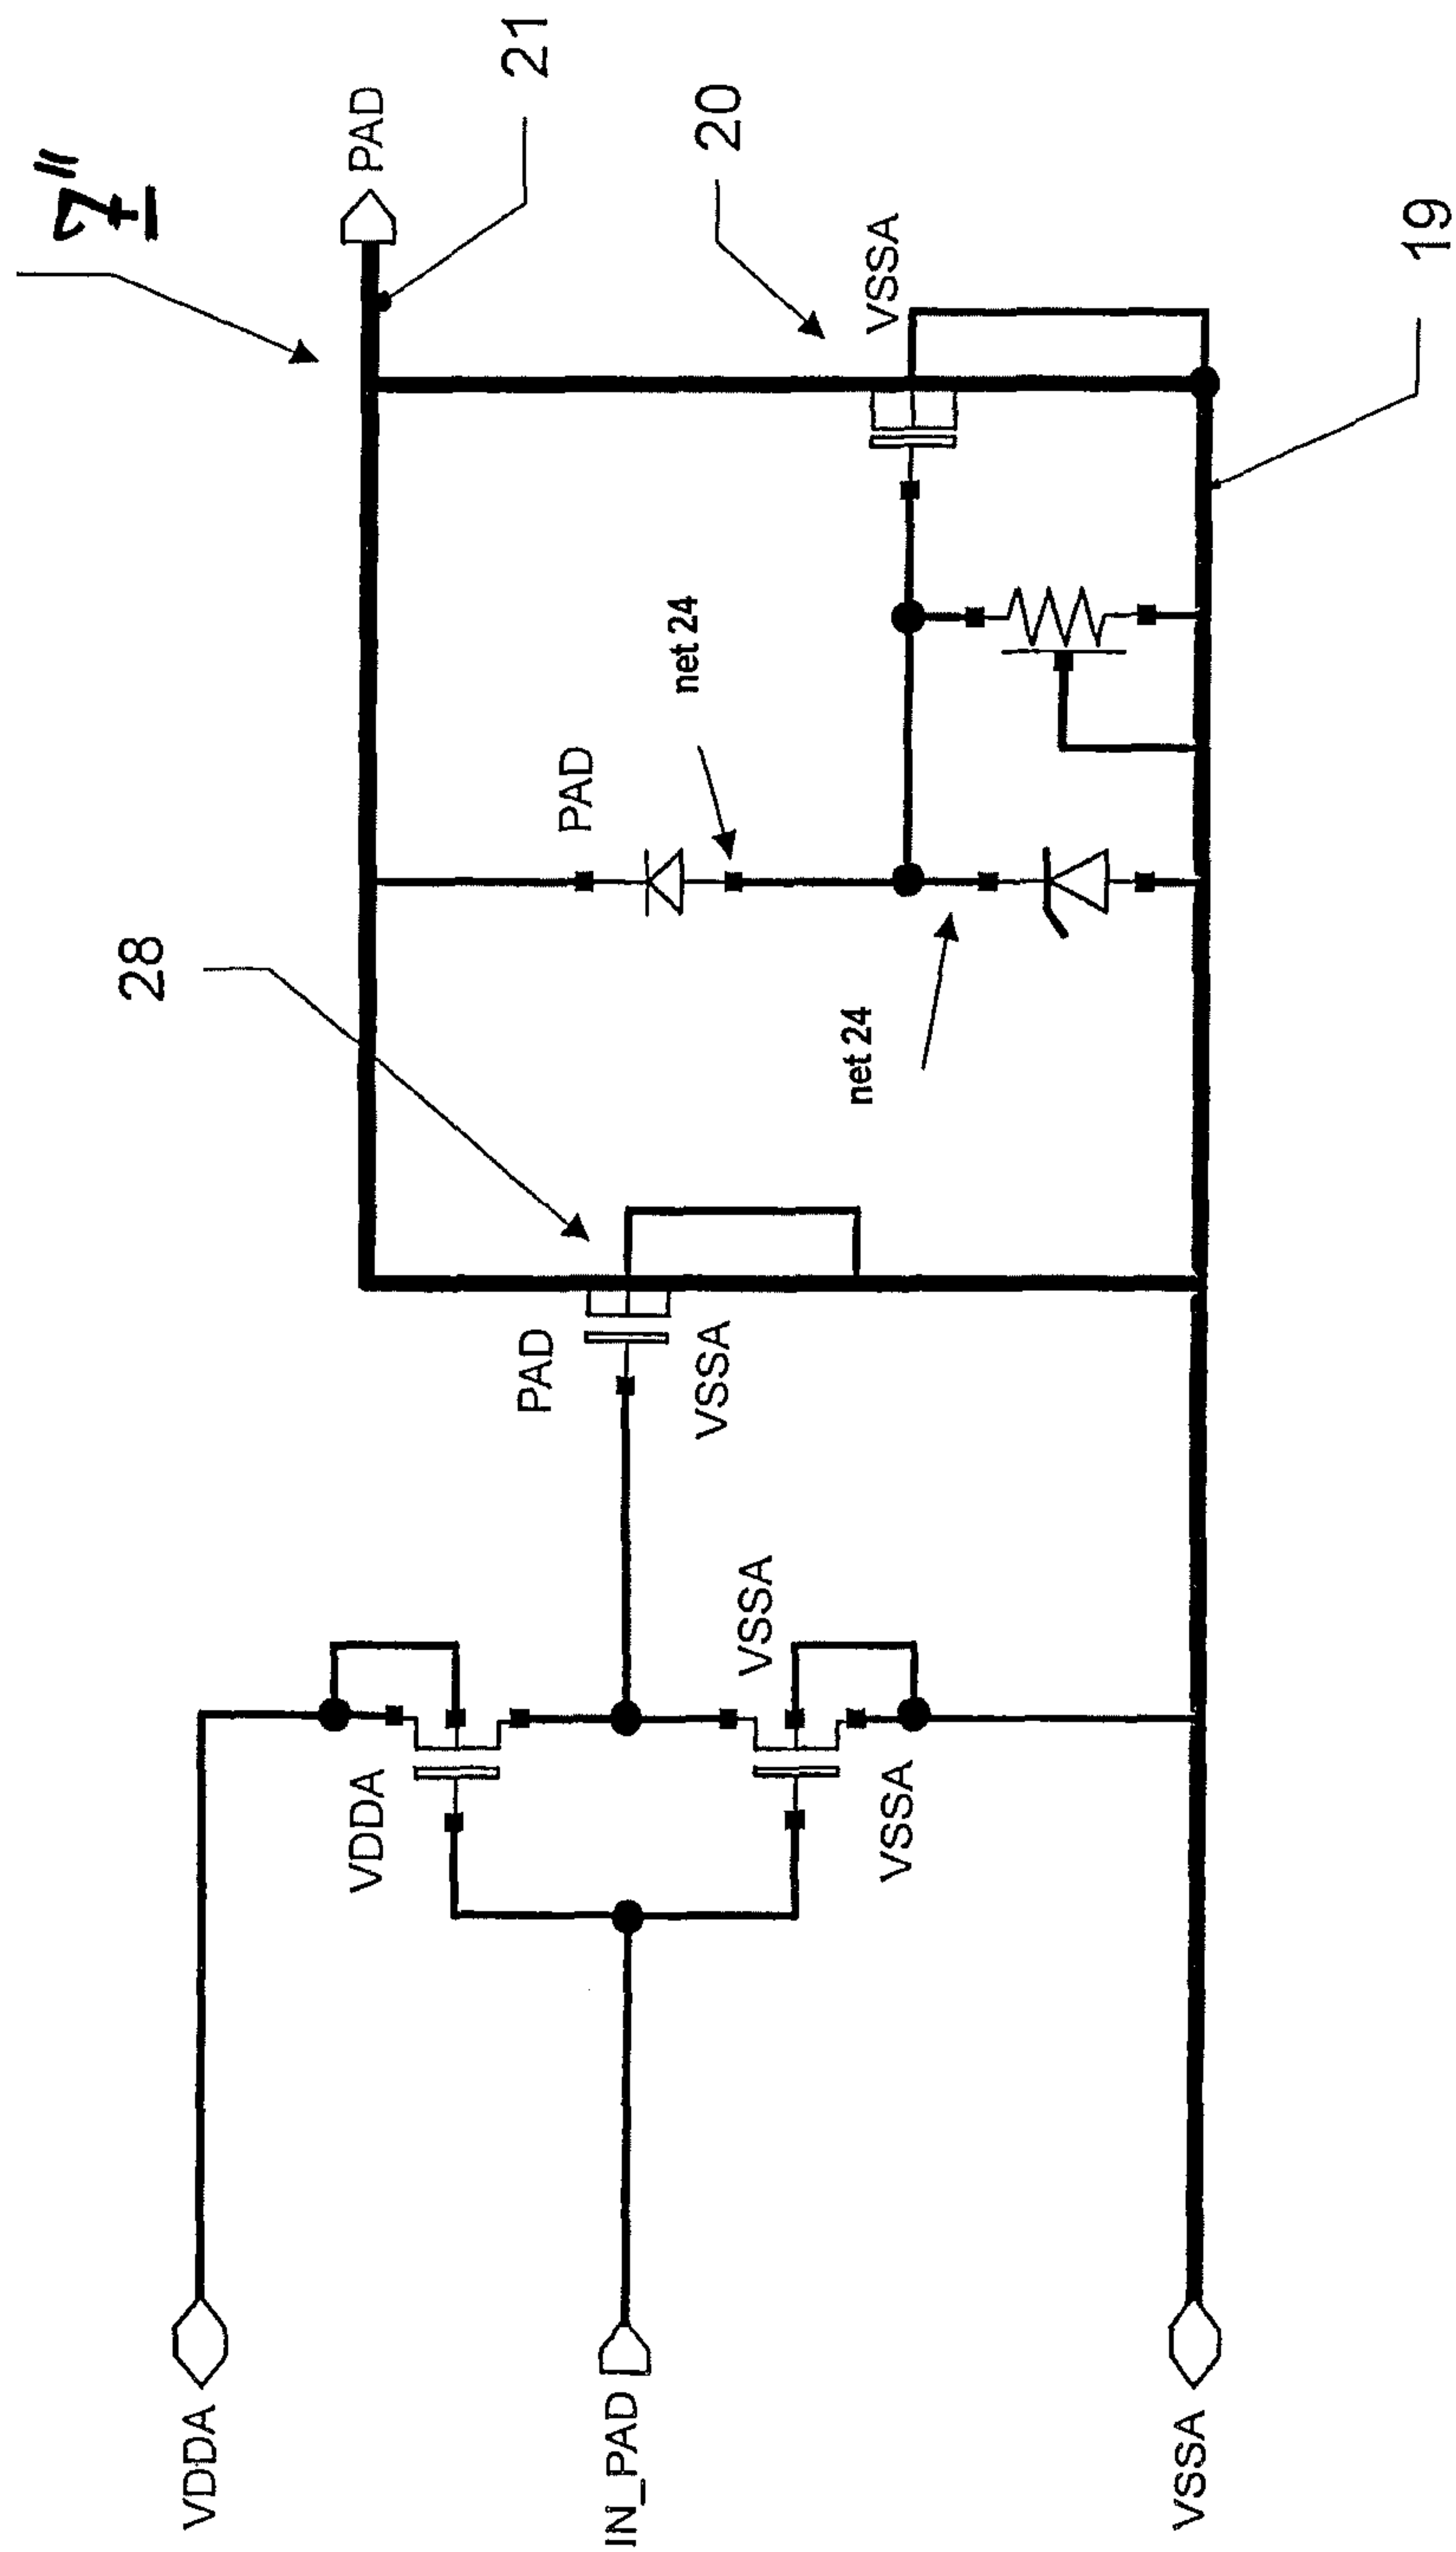 7"
PAD
21
20
VSSA
19
net 24
PAD
28
net 24
PAD
VSSA
VSSA
VDDA
VSSA
VDDA
IN_PAD
VSSA